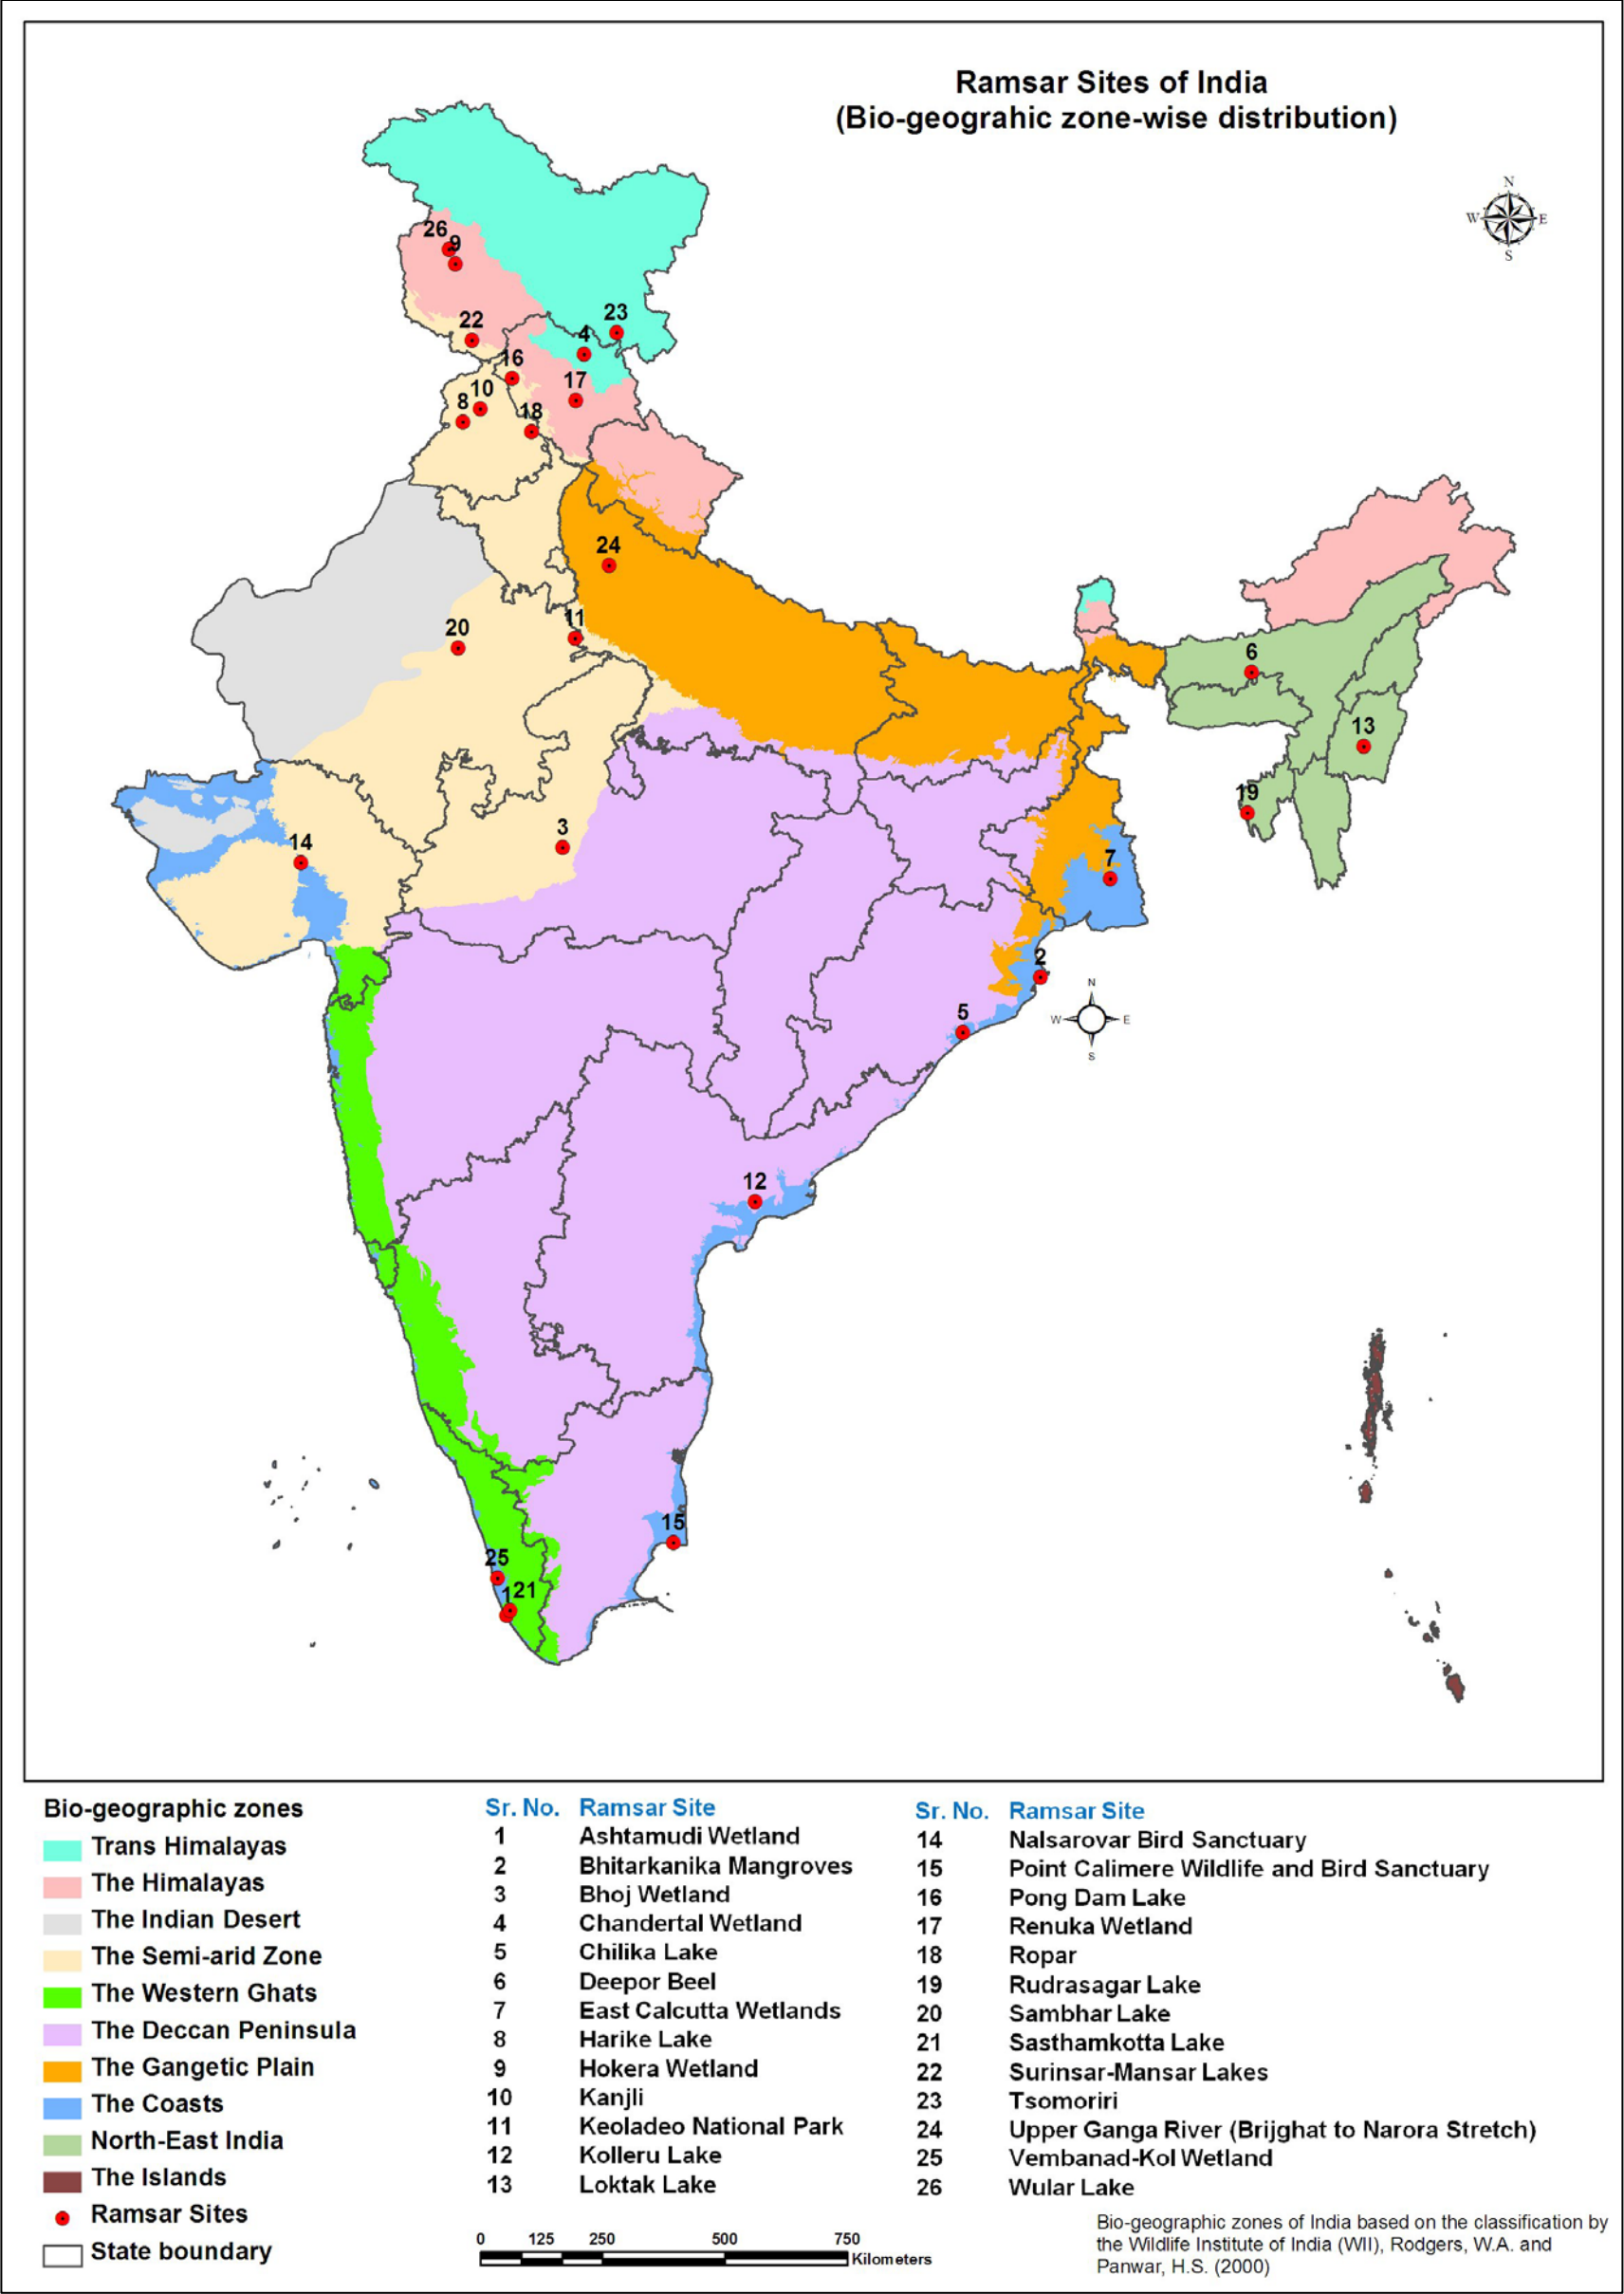 Ramsar Sites of India
(Bio-geograhic zone-wise distribution)
N
W E
S
26
9
23
22
4
16
17
10
8
18
24
11
20
6
13
19
3
14
7
2
N
5
W E
S
12
15
25
1 21
Bio-geographic zones
Trans Himalayas
The Himalayas
The Indian Desert
The Semi-arid Zone
The Western Ghats
The Deccan Peninsula
The Gangetic Plain
The Coasts
North-East India
The Islands
Ramsar Sites
State boundary
Sr. No. Ramsar Site
1 Ashtamudi Wetland
2 Bhitarkanika Mangroves
3 Bhoj Wetland
4 Chandertal Wetland
5 Chilika Lake
6 Deepor Beel
7 East Calcutta Wetlands
8 Harike Lake
9 Hokera Wetland
10 Kanjli
11 Keoladeo National Park
12 Kolleru Lake
13 Loktak Lake
Sr. No. Ramsar Site
14 Nalsarovar Bird Sanctuary
15 Point Calimere Wildlife and Bird Sanctuary
16 Pong Dam Lake
17 Renuka Wetland
18 Ropar
19 Rudrasagar Lake
20 Sambhar Lake
21 Sasthamkotta Lake
22 Surinsar-Mansar Lakes
23 Tsomoriri
24 Upper Ganga River (Brijghat to Narora Stretch)
25 Vembanad-Kol Wetland
26 Wular Lake
0 125 250 500 750
Kilometers
Bio-geographic zones of India based on the classification by
the Wildlife Institute of India (WII), Rodgers, W.A. and
Panwar, H.S. (2000)